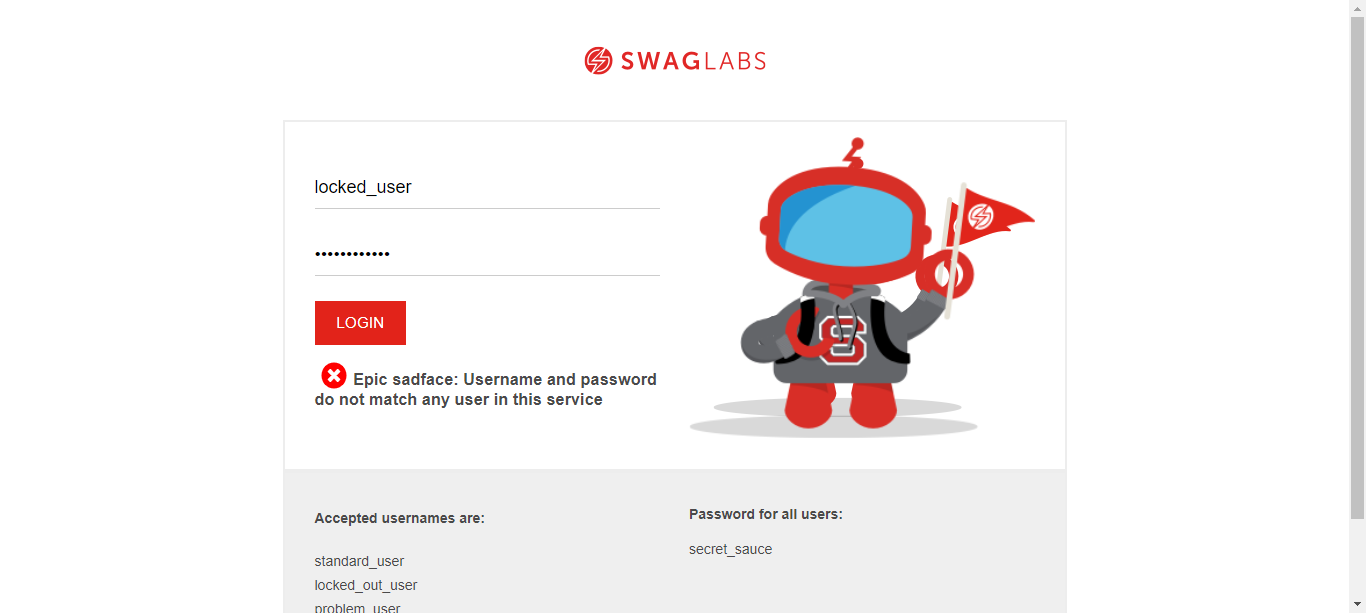 SWAGLABS
locked_user
••••••••••••
LOGIN
Epic sadface: Username and password
do not match any user in this service
S
Accepted usernames are:
standard_user
locked_out_user
problem_user
Password for all users:
secret_sauce